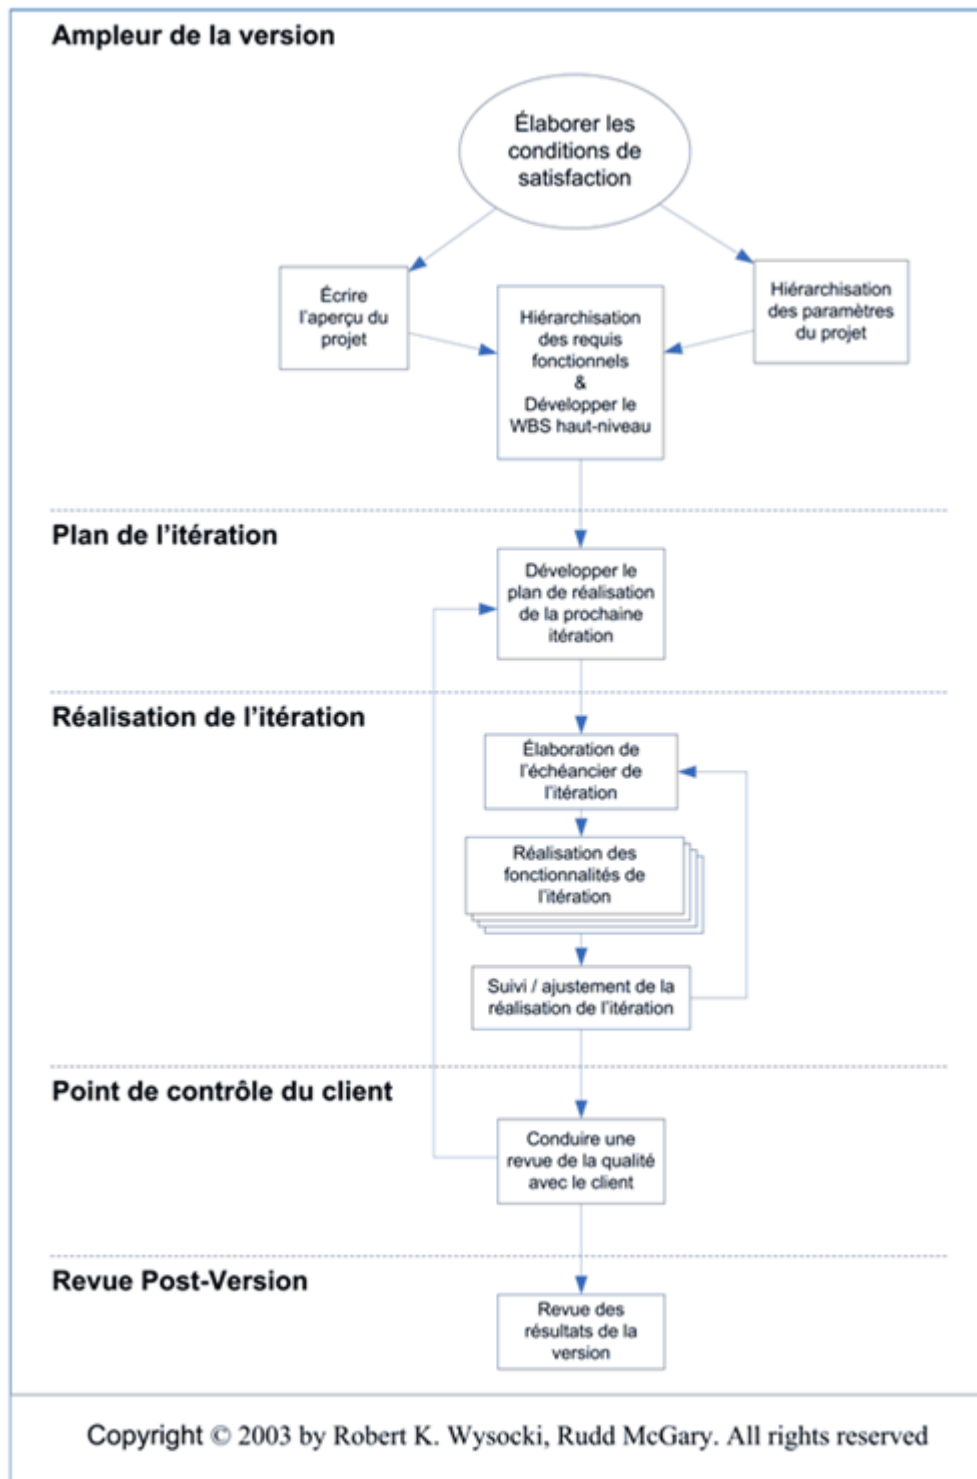 Ampleur de la version
Élaborer les
conditions de
satisfaction
Écrire
l'aperçu du
projet
Hiérarchisation
des requis
fonctionnels
&
Développer le
WBS haut-niveau
Hiérarchisation
des paramètres
du projet
Plan de l'itération
Développer le
plan de réalisation
de la prochaine
itération
Réalisation de l'itération
Élaboration de
l'échéancier de
l'itération
Réalisation des
fonctionnalités de
l'itération
Suivi / ajustement de la
réalisation de l'itération
Point de contrôle du client
Conduire une
revue de la qualité
avec le client
Revue Post-Version
Revue des
résultats de la
version
Copyright © 2003 by Robert K. Wysocki, Rudd McGary. All rights reserved